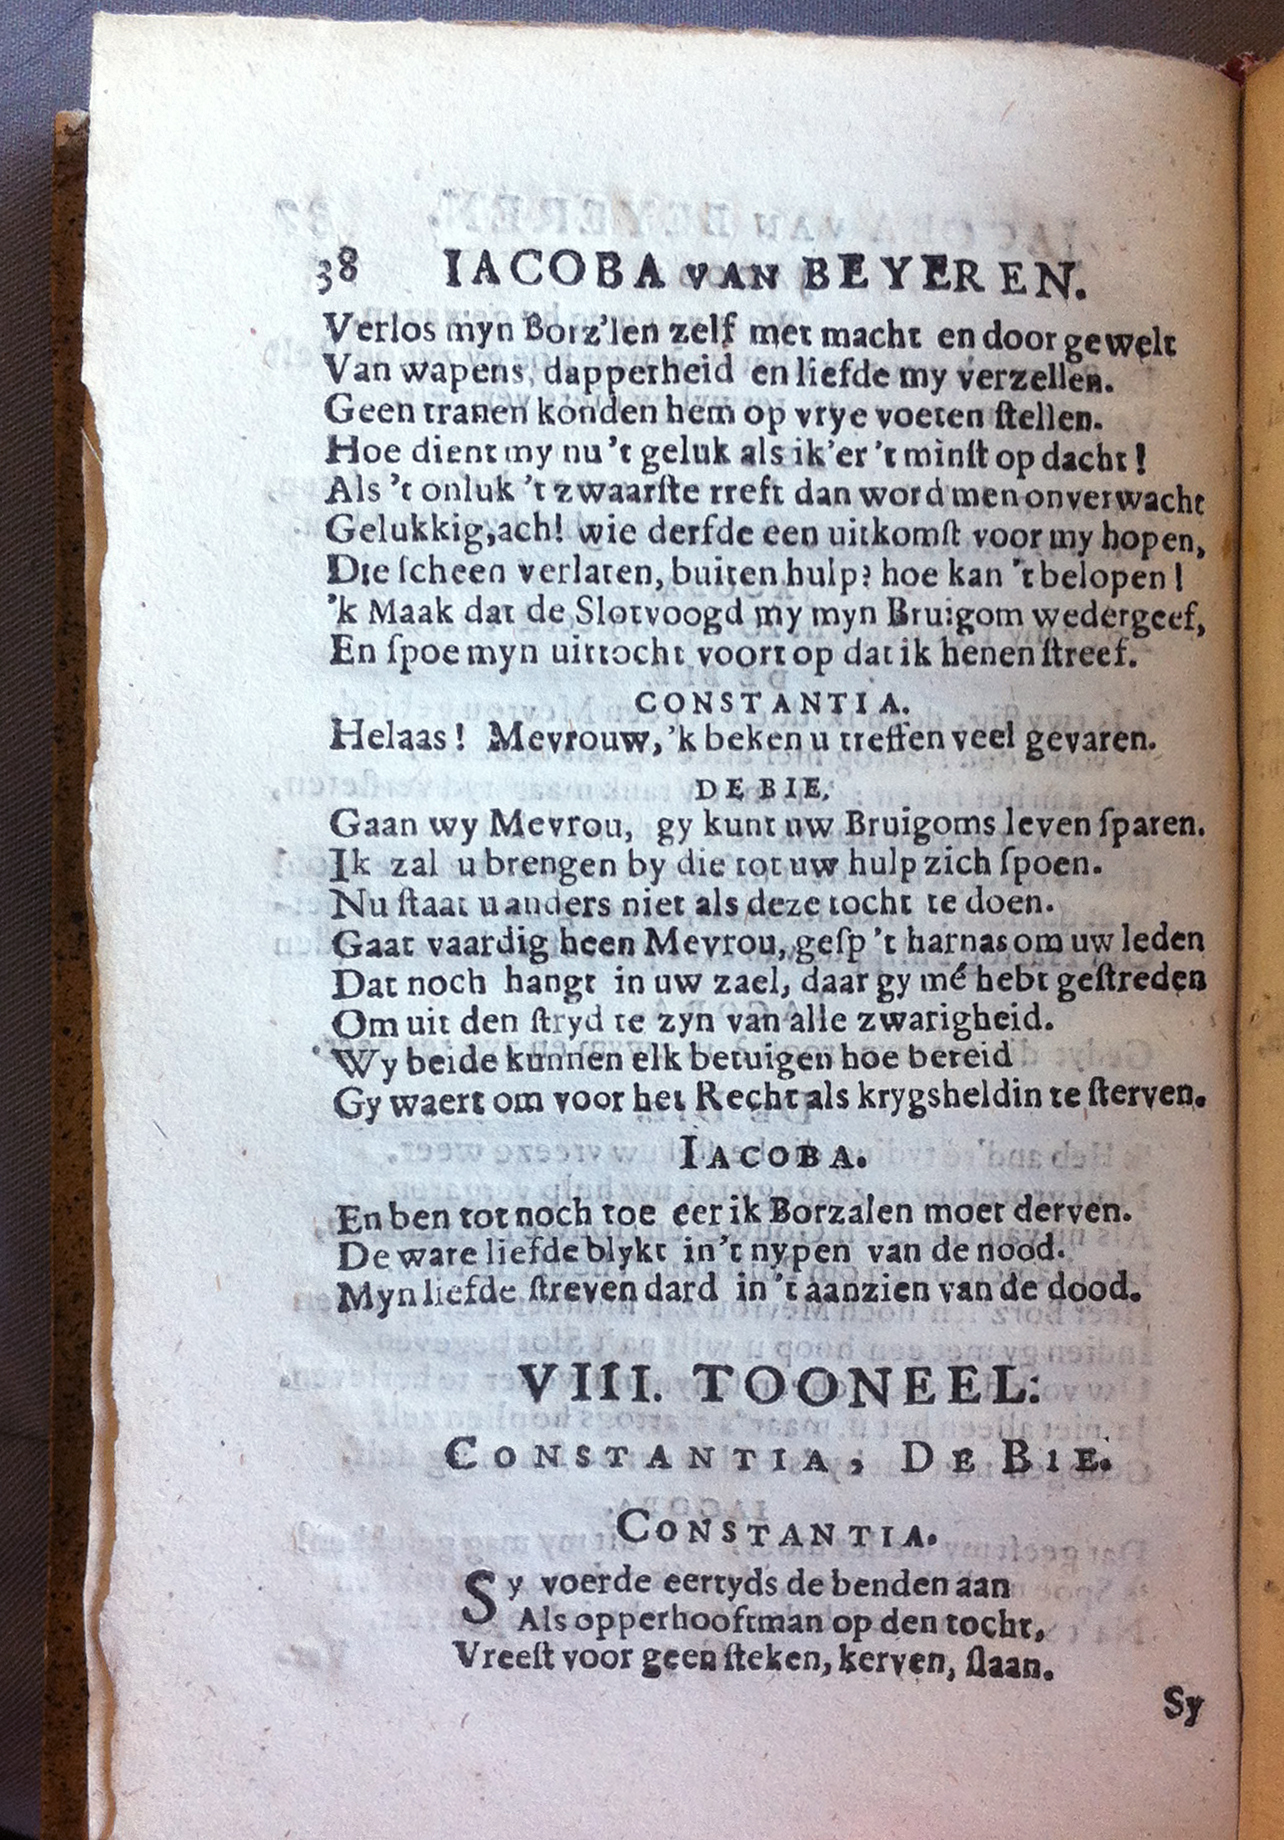 38 IACOBA VAN BEYEREN.
Verlos myn Borz'len zelf met macht en door gewelt
Van wapens, dapperheid en liefde my verzellen.
Geen tranen konden hem op vrye voeten ſtellen.
Hoe dient my nu 't geluk als ik'er 't minſt op dacht!
Als 't onluk 't zwaarſte treft dan word men onverwacht
Gelukkig, ach! wie derfde een uitkomſt voor my hopen,
Die ſcheen verlaten, buiten hulp? hoe kan 't belopen!
'k Maak dat de Slotvoogd my myn Bruigom wedergeef,
En ſpoe myn uittocht voort op dat ik henen ſtreef.
CONSTANTIA.
Helaas! Mevrouw, 'k beken u treffen veel gevaren.
DE BIE.
Gaan wy Mevrou, gy kunt uw Bruigoms leven ſparen.
Ik zal u brengen by die tot uw hulp zich ſpoen.
Nu ſtaat u anders niet als deze tocht te doen.
Gaat vaardig heen Mevrou, geſp 't harnas om uw leden
Dat noch hangt in uw zael, daar gy mé hebt geſtreden
Om uit den ſtryd te zyn van alle zwarigheid.
Wy beide kunnen elk betuigen hoe bereid
Gy waert om voor het Recht als krygsheldin te ſterven.
IACOBA.
En ben tot noch toe eer ik Borzalen moet derven.
De ware liefde blykt in 't nypen van de nood.
Myn liefde ſtreven dard in 't aanzien van de dood.
VIII. TOONEEL:
CONSTANTIA, DE BIE.
CONSTANTIA.
Sy voerde eertyds de benden aan
Als opperhooftman op den tocht,
Vreeſt voor geen ſteken, kerven, ſlaan.
Sy